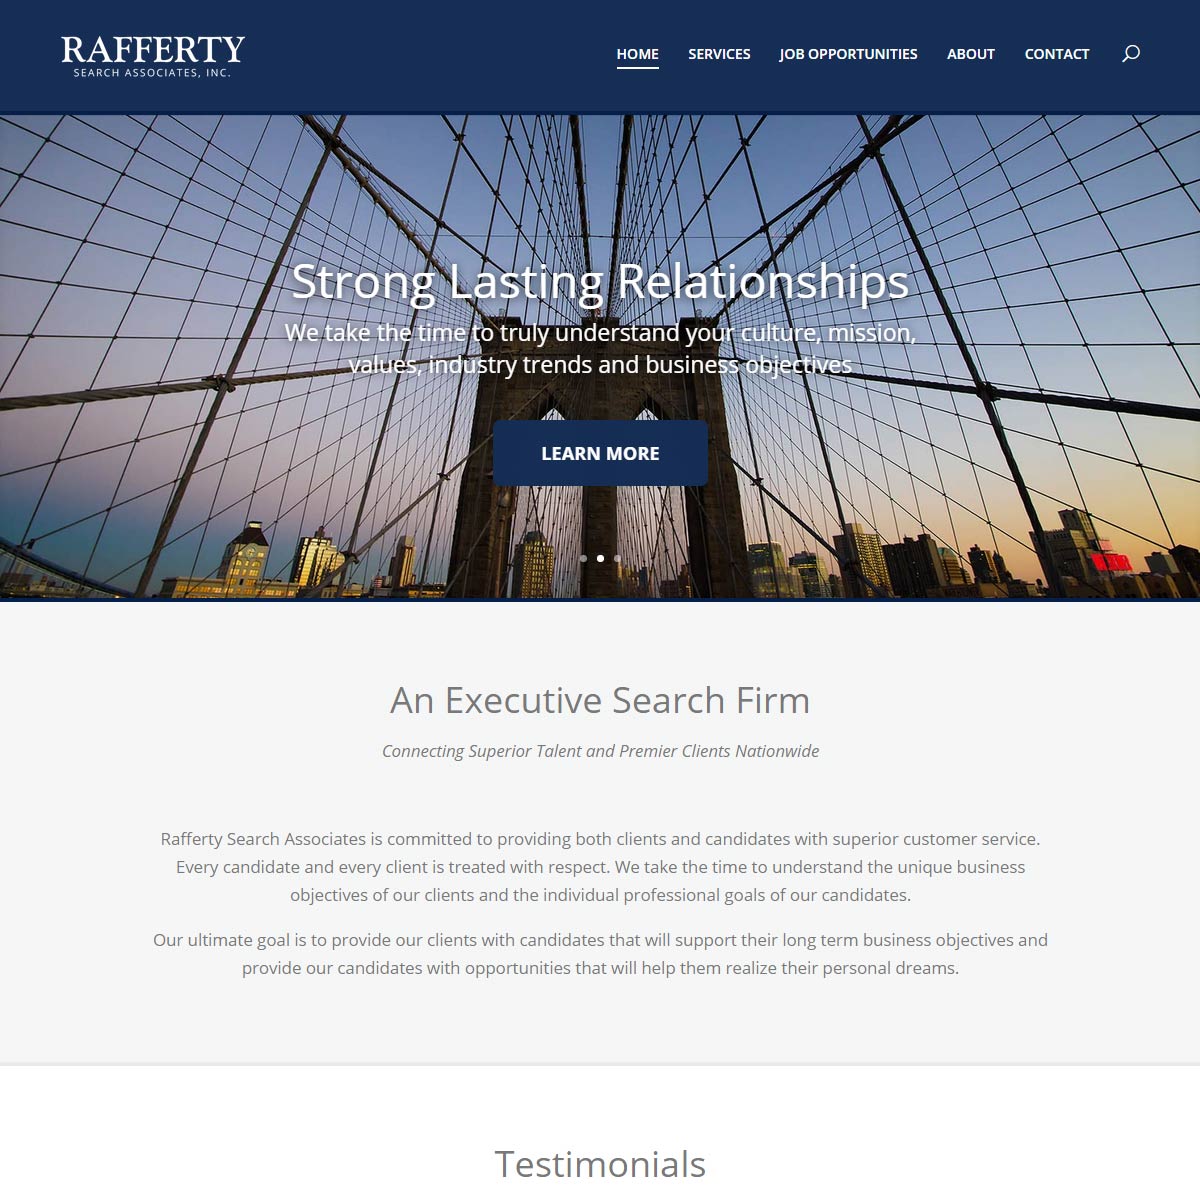 RAFFERTY
SEARCH ASSOCIATES, INC.
HOME SERVICES JOB OPPORTUNITIES ABOUT CONTACT
Strong Lasting Relationships
We take the time to truly understand your culture, mission,
values, industry trends and business objectives
LEARN MORE
An Executive Search Firm
Connecting Superior Talent and Premier Clients Nationwide
Rafferty Search Associates is committed to providing both clients and candidates with superior customer service.
Every candidate and every client is treated with respect. We take the time to understand the unique business
objectives of our clients and the individual professional goals of our candidates.
Our ultimate goal is to provide our clients with candidates that will support their long term business objectives and
provide our candidates with opportunities that will help them realize their personal dreams.
Testimonials